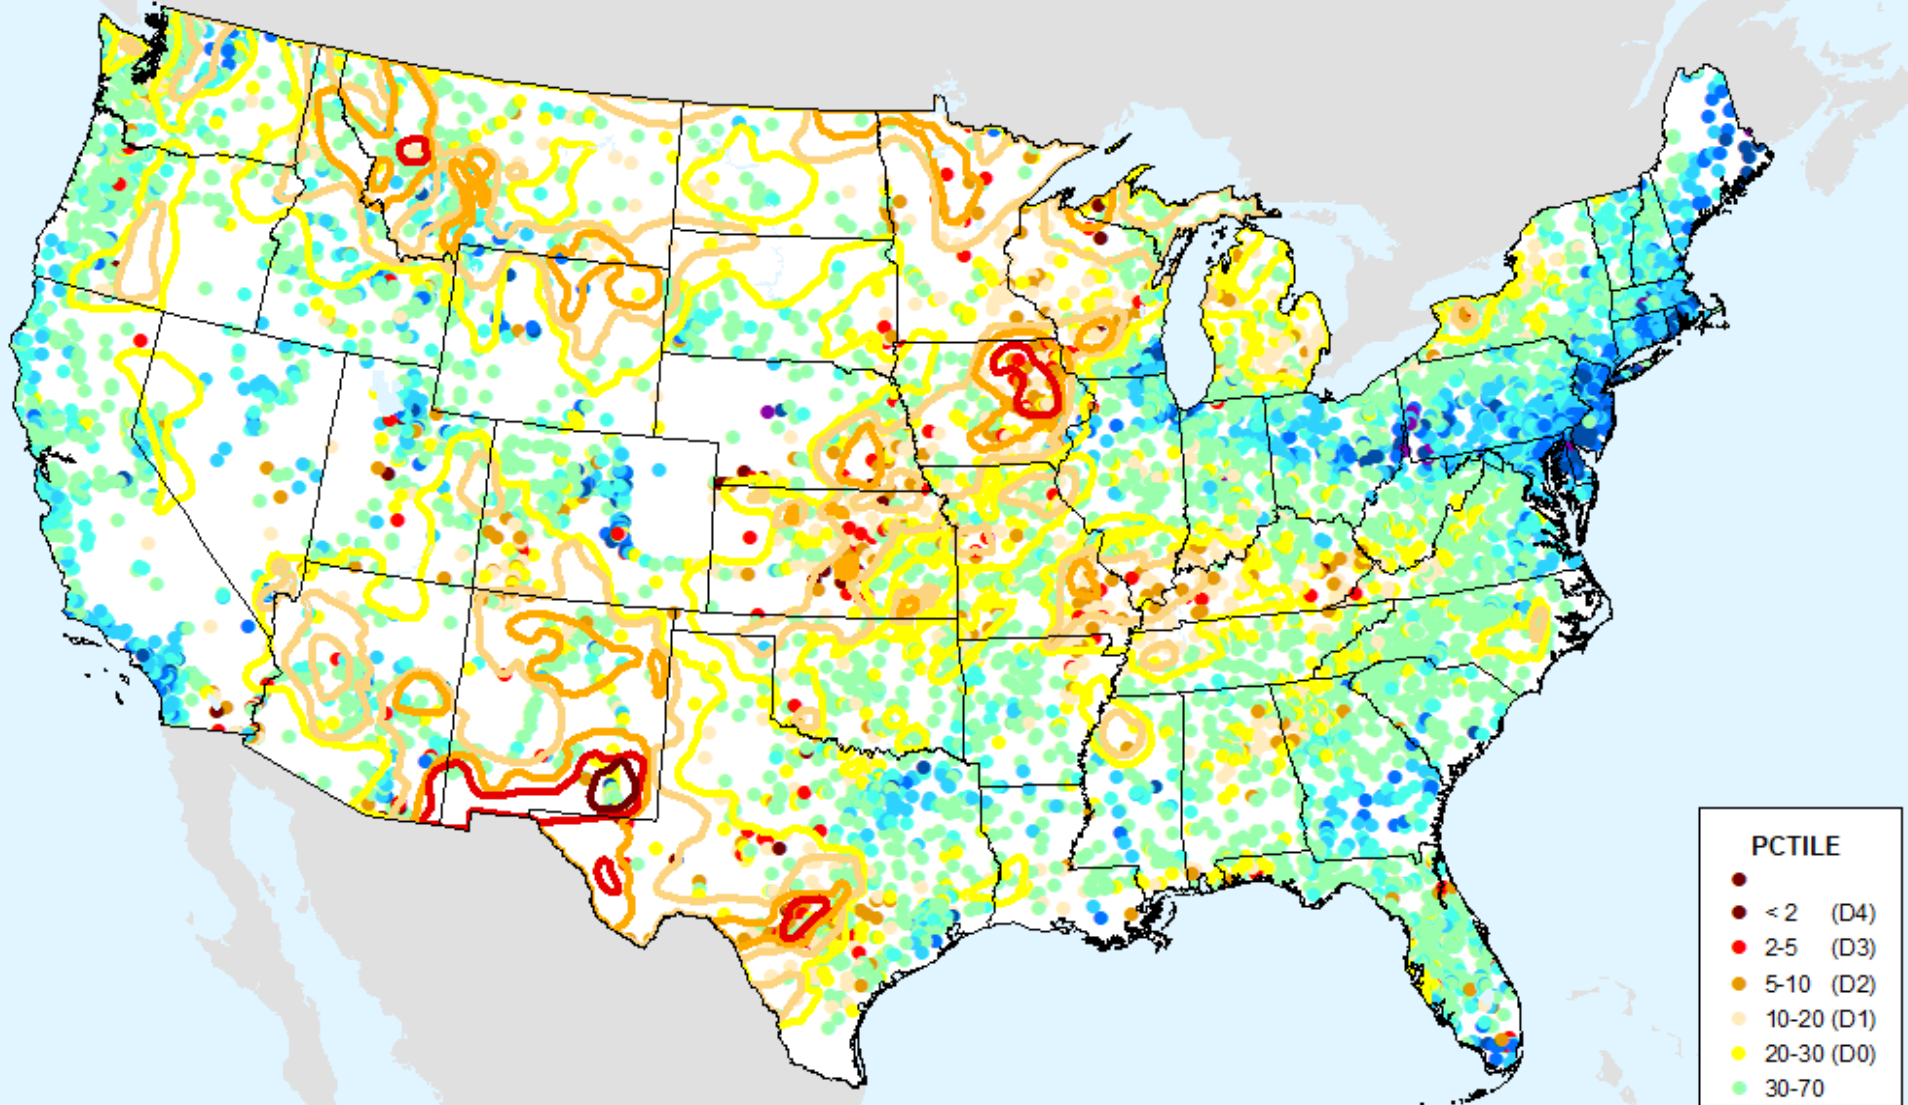 PCTILE
< 2 (D4)
2-5 (D3)
5-10 (D2)
10-20 (D1)
20-30 (D0)
30-70